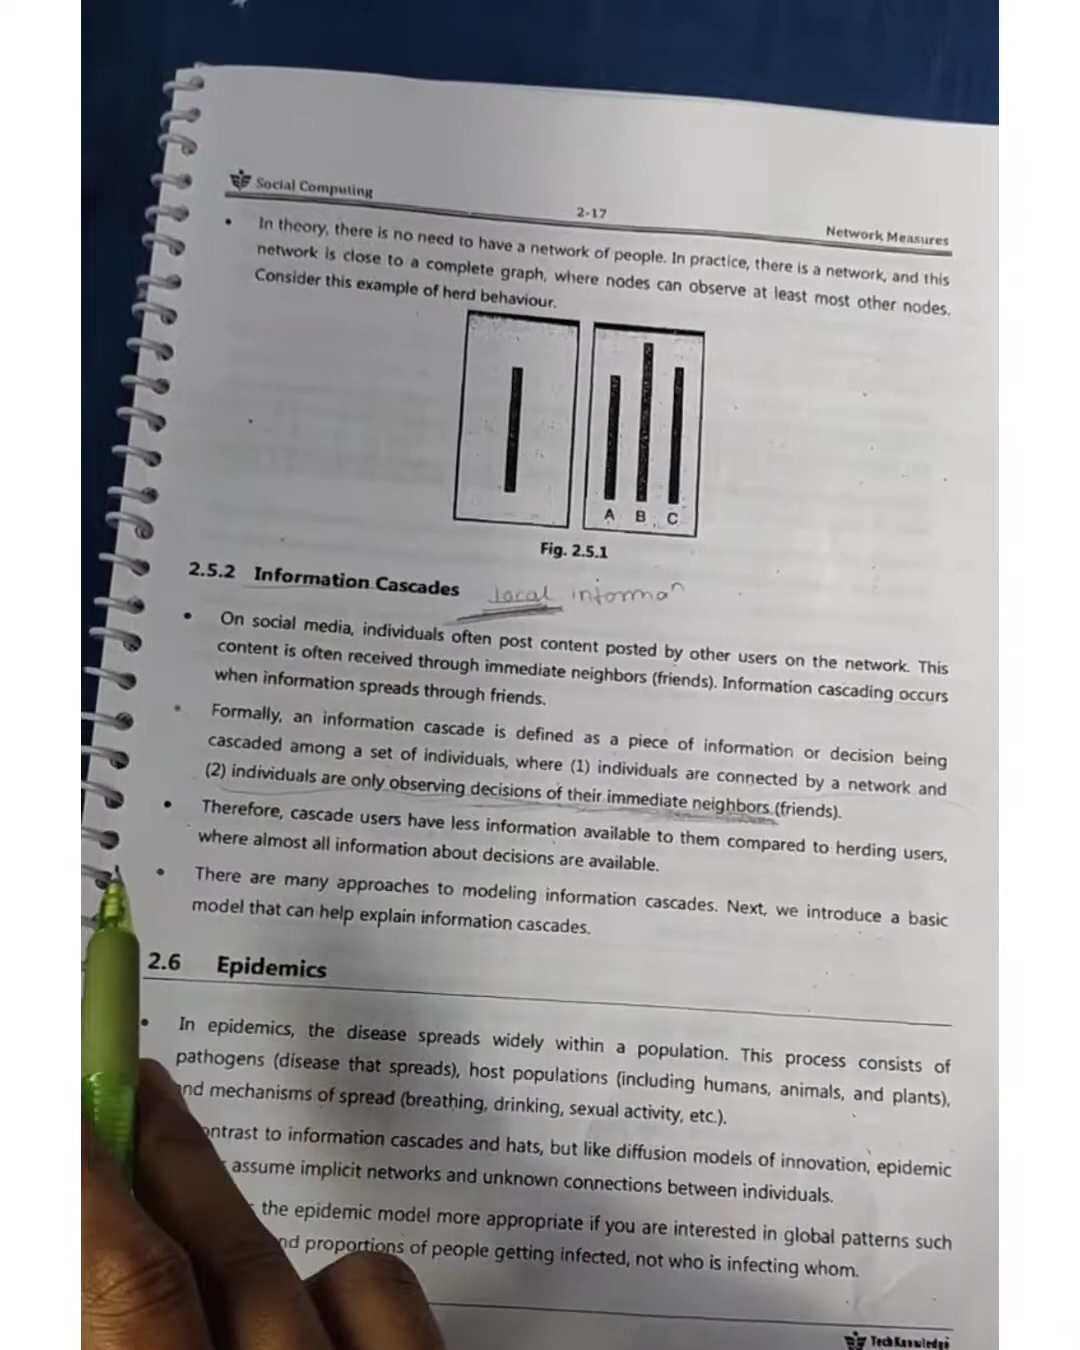 Social Computing
2-17
Network Measures
• In theory, there is no need to have a network of people. In practice, there is a network, and this
network is close to a complete graph, where nodes can observe at least most other nodes.
Consider this example of herd behaviour.
A B C
Fig. 2.5.1
2.5.2 Information Cascades local informan
• On social media, individuals often post content posted by other users on the network. This
content is often received through immediate neighbors (friends). Information cascading occurs
when information spreads through friends.
• Formally, an information cascade is defined as a piece of information or decision being
cascaded among a set of individuals, where (1) individuals are connected by a network and
(2) individuals are only observing decisions of their immediate neighbors (friends).
• Therefore, cascade users have less information available to them compared to herding users,
where almost all information about decisions are available.
• There are many approaches to modeling information cascades. Next, we introduce a basic
model that can help explain information cascades.
2.6 Epidemics
• In epidemics, the disease spreads widely within a population. This process consists of
pathogens (disease that spreads), host populations (including humans, animals, and plants),
nd mechanisms of spread (breathing, drinking, sexual activity, etc.).
ontrast to information cascades and hats, but like diffusion models of innovation, epidemic
assume implicit networks and unknown connections between individuals.
the epidemic model more appropriate if you are interested in global patterns such
nd proportions of people getting infected, not who is infecting whom.
TechKnowledge